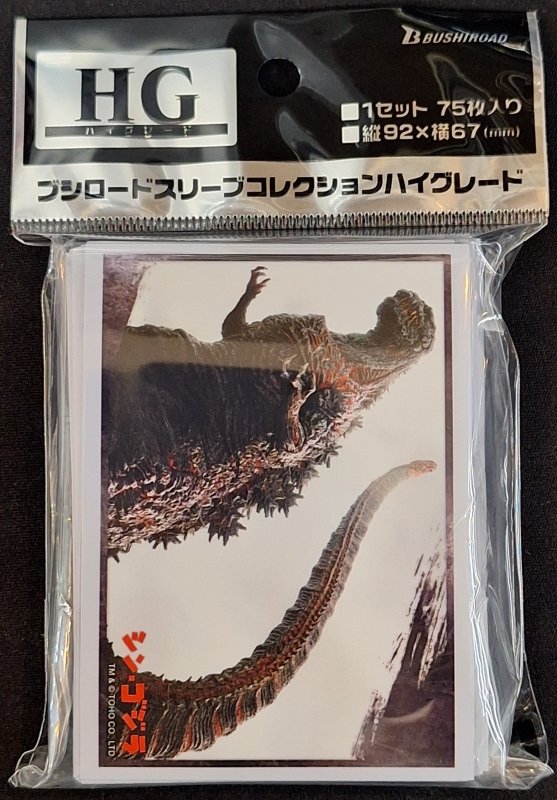 BUSHIROAD
HG
ハイグレード
■1セット 75枚入り
■縦92×横67(mm)
ブシロードスリーブコレクションハイグレード
シン・ゴジラ
TM & © TOHO CO., LTD